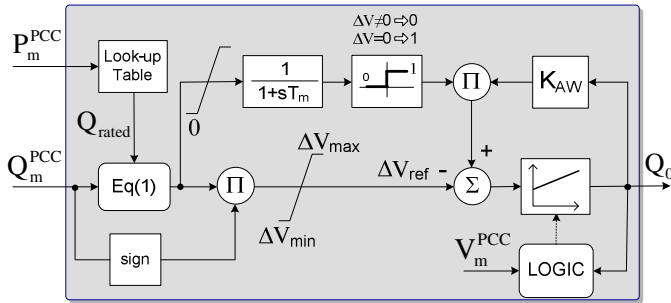 ΔV≠0⇨0
ΔV=0⇨1
P_m^PCC
Look-up
Table
0
1
1+sT_m
0
1
Π
K_AW
Q_rated
ΔV_max
+
Q_m^PCC
Eq(1)
Π
ΔV_ref
-
Σ
Q_0
ΔV_min
sign
V_m^PCC
LOGIC